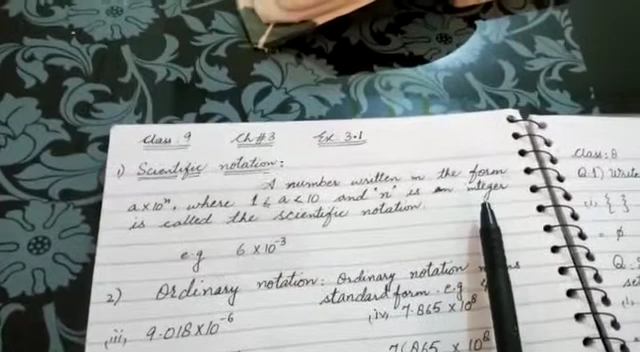 Class: 9 Ch # 3 Ex. 3.1
1) Scientific notation:
A number written in the form
a×10ⁿ, where 1 ≤ a < 10 and 'n' is an integer
is called the scientific notation.
e.g 6 × 10⁻³
2) Ordinary notation: Ordinary notation
standard form. e.g
(iii) 9.018×10⁻⁶ (iv) 7.865 × 10⁸
865 × 10⁸
Class: 8
Q.1) Write
(i) { }
= φ
Q.
set